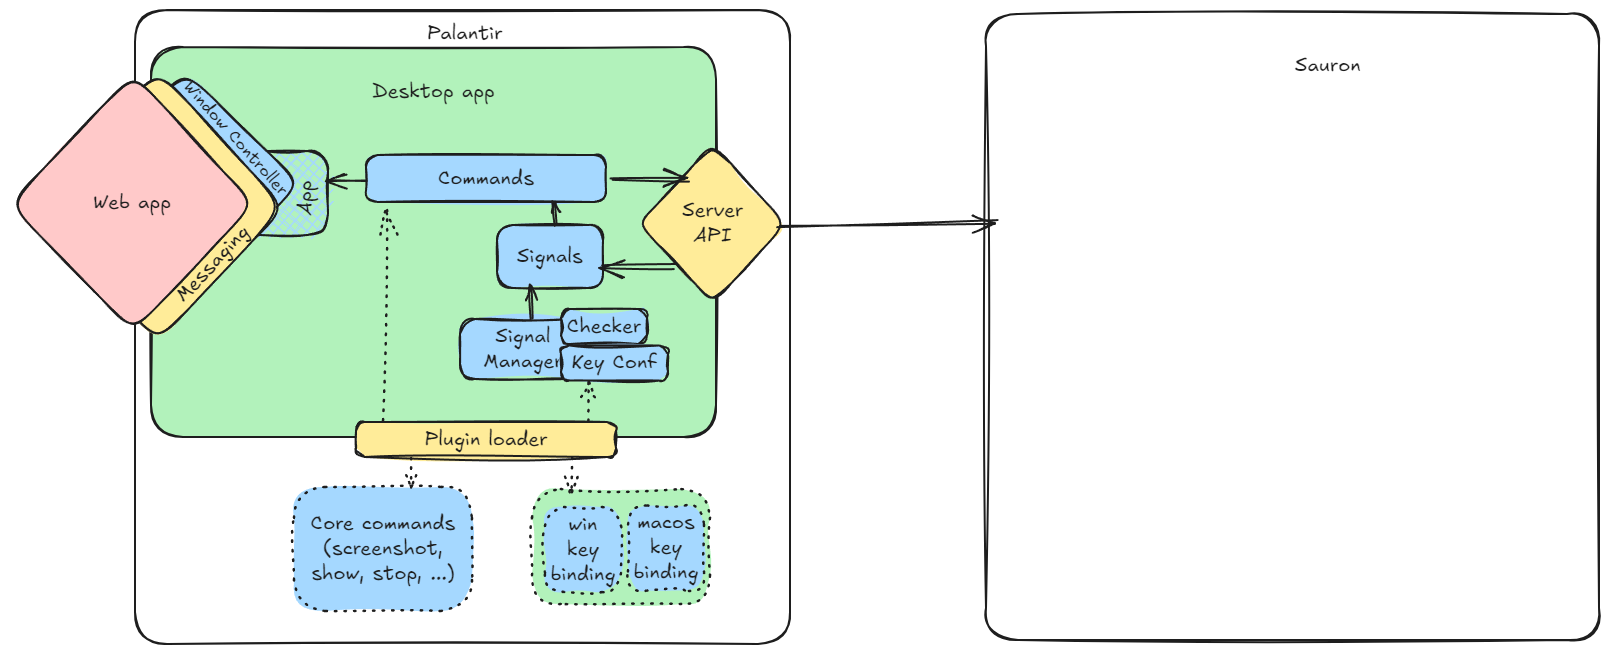 Palantir
Sauron
Desktop app
Window Controller
App
Commands
Web app
Messaging
Server
API
Signals
Signal
Manager
Checker
Key Conf
Plugin loader
Core commands
(screenshot,
show, stop, ...)
win
key
binding
macos
key
binding